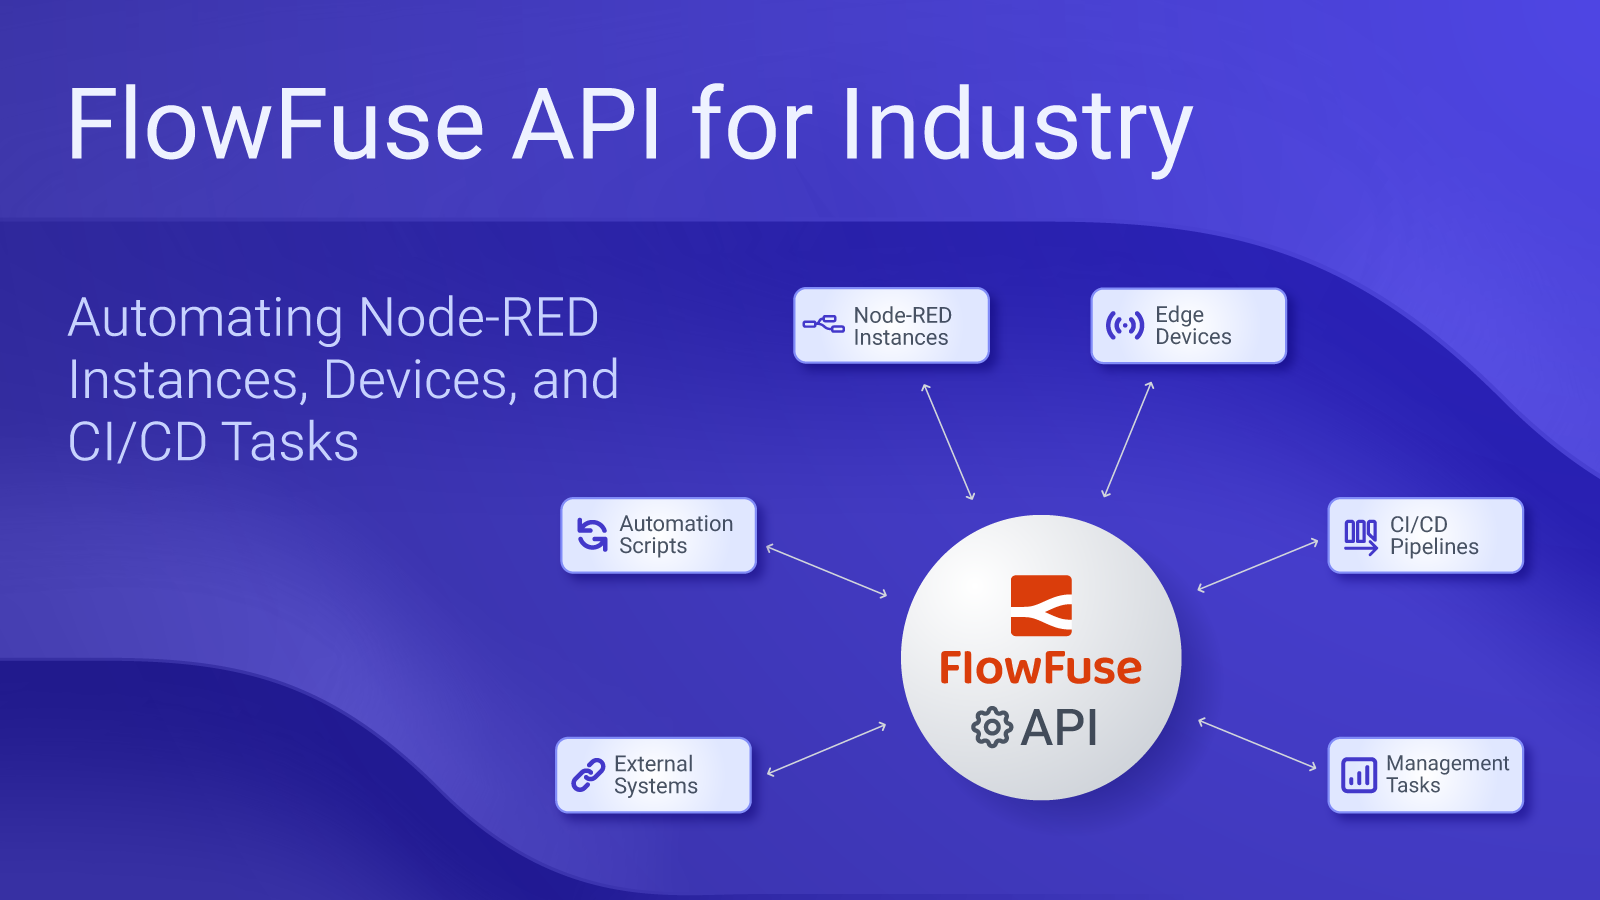 FlowFuse API for Industry
Automating Node-RED
Instances, Devices, and
CI/CD Tasks
Node-RED
Instances
Edge
Devices
Automation
Scripts
CI/CD
Pipelines
FlowFuse
API
External
Systems
Management
Tasks